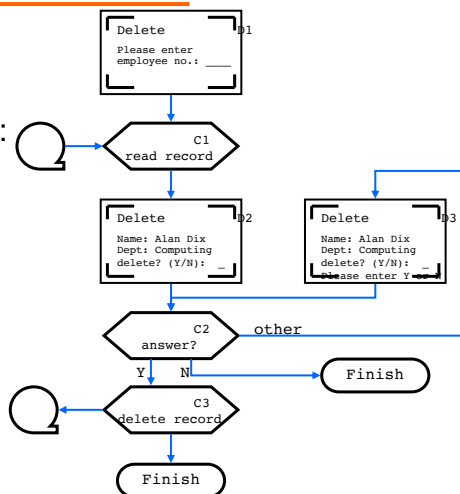 Delete
D1
Please enter
employee no.: ____
:
C1
read record
Delete
D2
Name: Alan Dix
Dept: Computing
delete? (Y/N): _
Delete
D3
Name: Alan Dix
Dept: Computing
delete? (Y/N): _
Please enter Y or N
C2
answer?
other
Y
N
Finish
C3
delete record
Finish